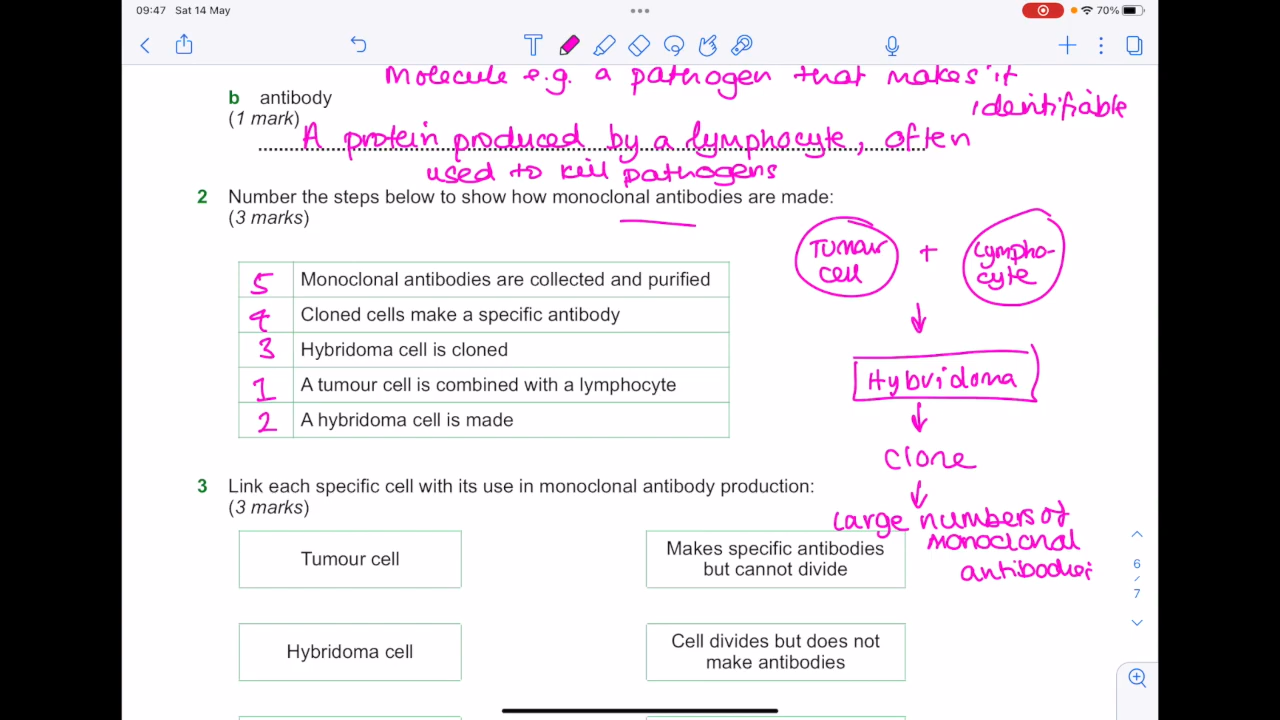 09:47 Sat 14 May
70%
Molecule e.g. a pathogen that makes it
identifiable
b antibody
(1 mark)
A protein produced by a lymphocyte, often
used to kill pathogens
2 Number the steps below to show how monoclonal antibodies are made:
(3 marks)
Tumour cell + Lympho-cyte
5 Monoclonal antibodies are collected and purified
4 Cloned cells make a specific antibody
3 Hybridoma cell is cloned
1 A tumour cell is combined with a lymphocyte
2 A hybridoma cell is made
Hybridoma
Clone
Large numbers of
monoclonal
antibodies
3 Link each specific cell with its use in monoclonal antibody production:
(3 marks)
Tumour cell
Makes specific antibodies
but cannot divide
Hybridoma cell
Cell divides but does not
make antibodies
6
/
7